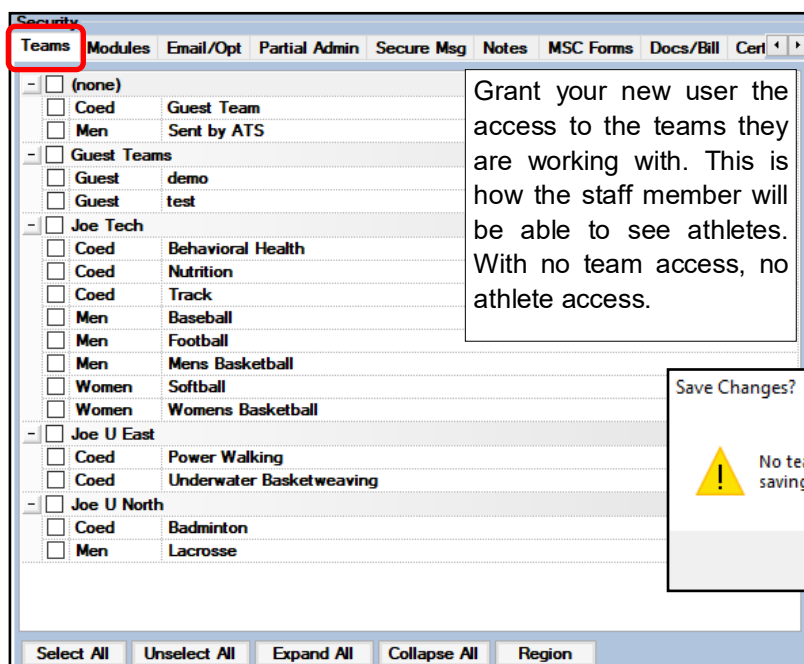 Security
Teams Modules Email/Opt Partial Admin Secure Msg Notes MSC Forms Docs/Bill Cert
(none)
Coed Guest Team
Men Sent by ATS
Guest Teams
Guest demo
Guest test
Joe Tech
Coed Behavioral Health
Coed Nutrition
Coed Track
Men Baseball
Men Football
Men Mens Basketball
Women Softball
Women Womens Basketball
Joe U East
Coed Power Walking
Coed Underwater Basketweaving
Joe U North
Coed Badminton
Men Lacrosse
Grant your new user the
access to the teams they
are working with. This is
how the staff member will
be able to see athletes.
With no team access, no
athlete access.
Save Changes?
No tea
saving
Select All Unselect All Expand All Collapse All Region